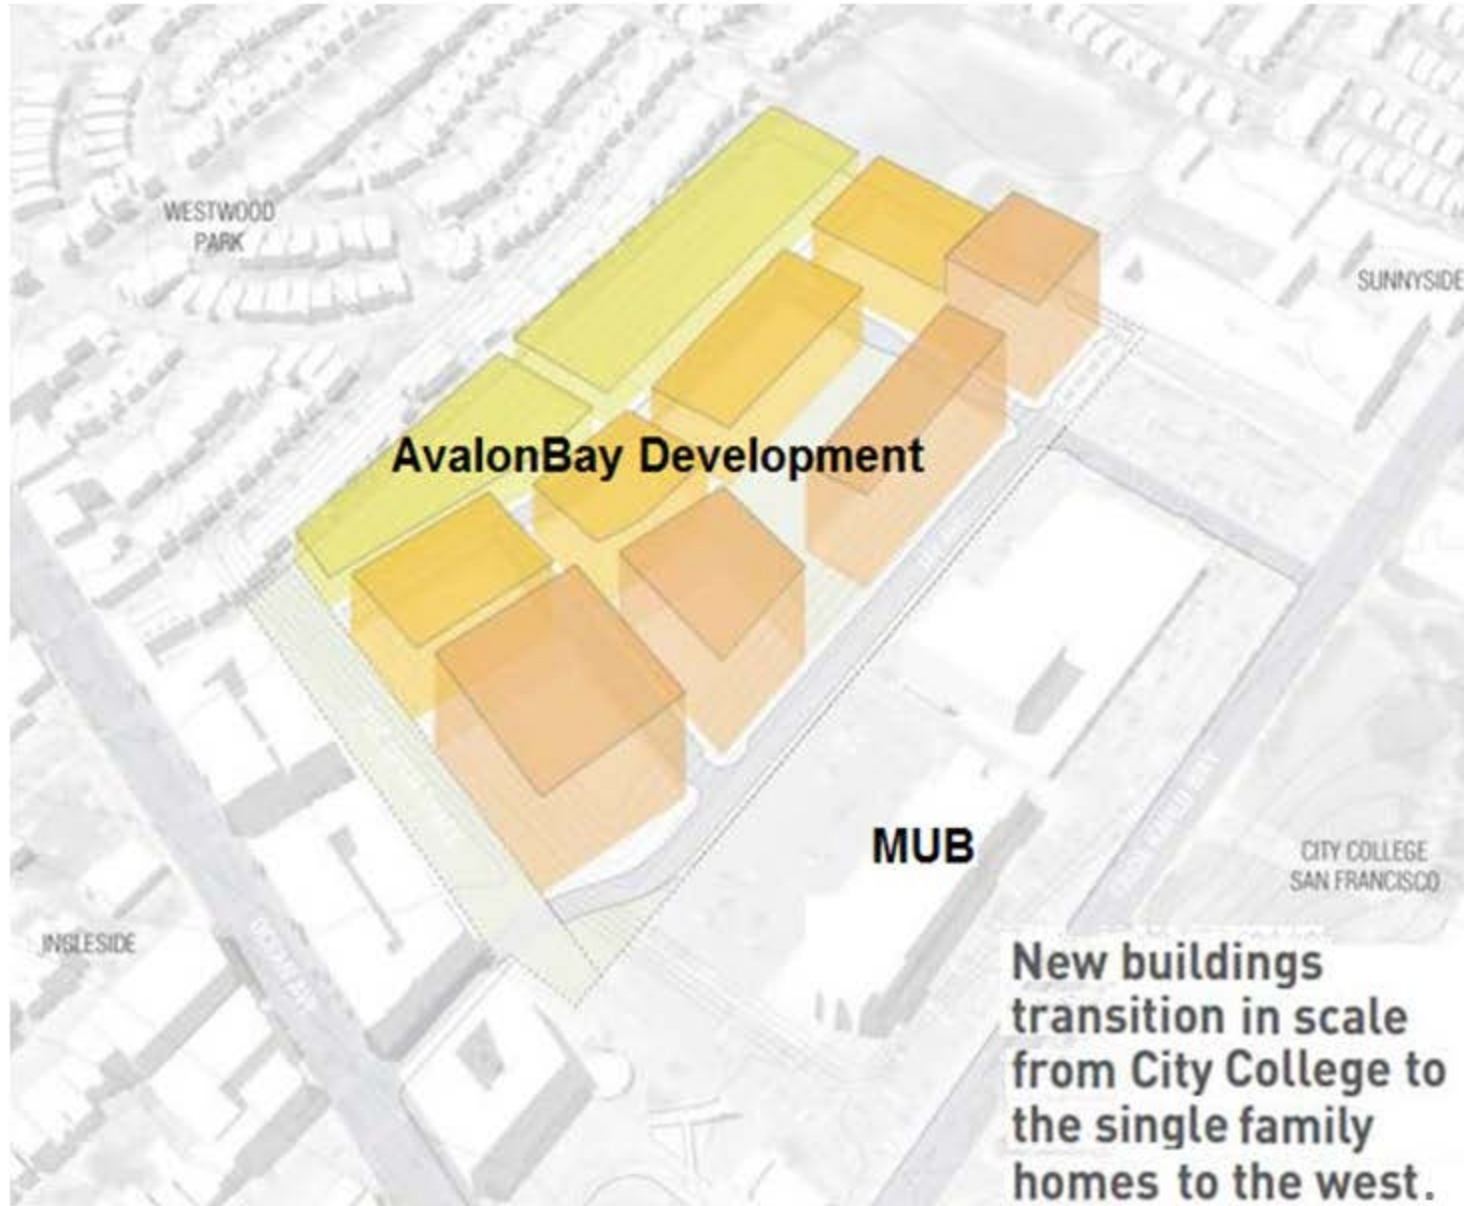 WESTWOOD
PARK
SUNNYSIDE
AvalonBay Development
MUB
CITY COLLEGE
SAN FRANCISCO
INGLESIDE
New buildings
transition in scale
from City College to
the single family
homes to the west.